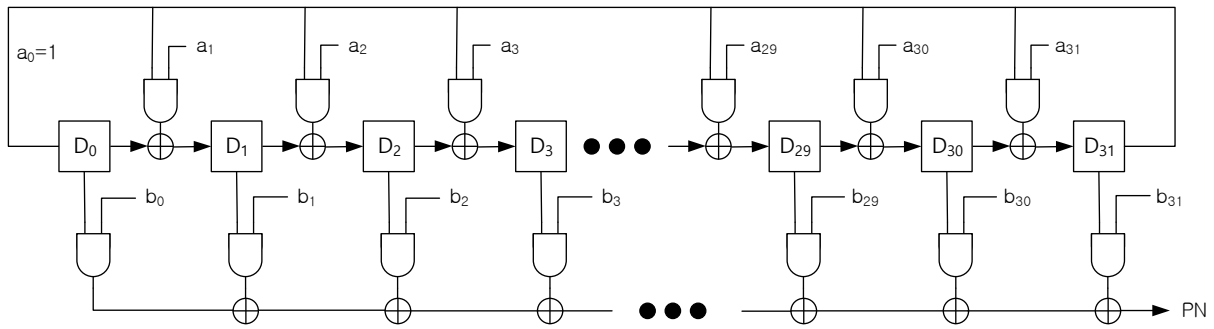 a₀=1 a₁ a₂ a₃ a₂₉ a₃₀ a₃₁
D₀ D₁ D₂ D₃ D₂₉ D₃₀ D₃₁
b₀ b₁ b₂ b₃ b₂₉ b₃₀ b₃₁
PN